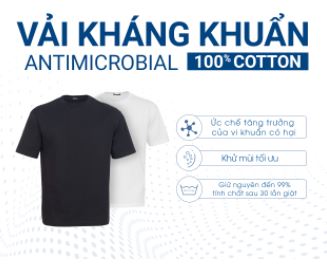 VẢI KHÁNG KHUẨN
ANTIMICROBIAL 100% COTTON
Ức chế tăng trưởng
của vi khuẩn có hại
Khử mùi tối ưu
Giữ nguyên đến 99%
tính chất sau 30 lần giặt